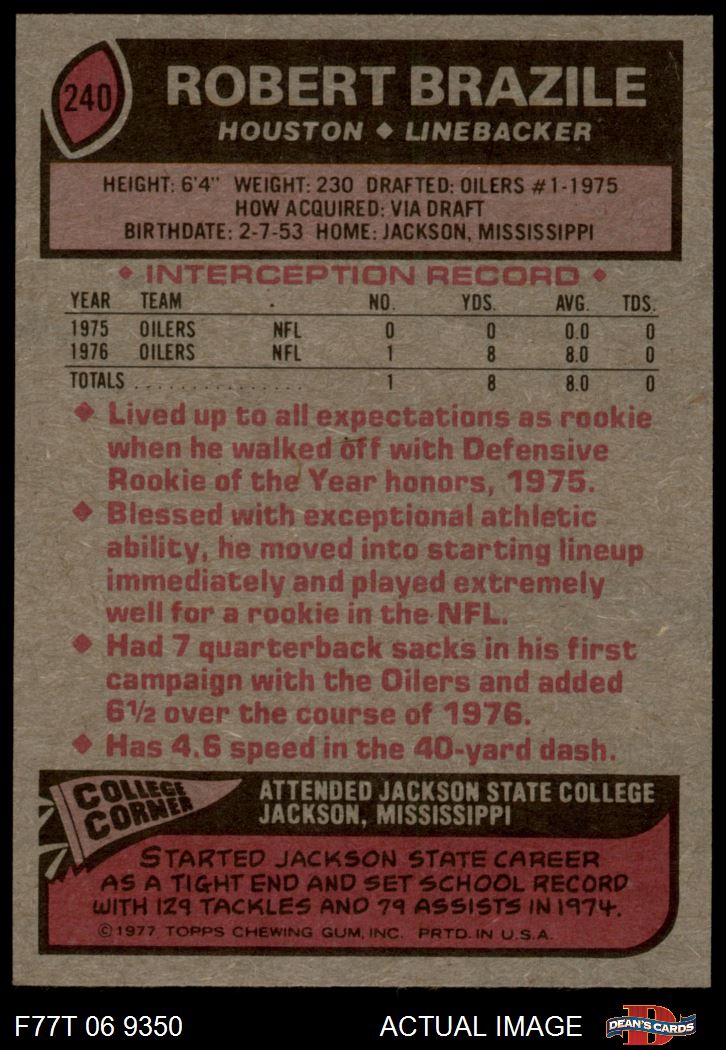 240
ROBERT BRAZILE
HOUSTON ◆ LINEBACKER
HEIGHT: 6'4" WEIGHT: 230 DRAFTED: OILERS #1-1975
HOW ACQUIRED: VIA DRAFT
BIRTHDATE: 2-7-53 HOME: JACKSON, MISSISSIPPI
◆ INTERCEPTION RECORD ◆
YEAR TEAM NO. YDS. AVG. TDS.
1975 OILERS NFL 0 0 0.0 0
1976 OILERS NFL 1 8 8.0 0
TOTALS . . . . . . . . . . . . . . . . 1 8 8.0 0
◆ Lived up to all expectations as rookie
when he walked off with Defensive
Rookie of the Year honors, 1975.
◆ Blessed with exceptional athletic
ability, he moved into starting lineup
immediately and played extremely
well for a rookie in the NFL.
◆ Had 7 quarterback sacks in his first
campaign with the Oilers and added
6½ over the course of 1976.
◆ Has 4.6 speed in the 40-yard dash.
COLLEGE
CORNER
ATTENDED JACKSON STATE COLLEGE
JACKSON, MISSISSIPPI
STARTED JACKSON STATE CAREER
AS A TIGHT END AND SET SCHOOL RECORD
WITH 129 TACKLES AND 79 ASSISTS IN 1974.
©1977 TOPPS CHEWING GUM, INC. PRTD. IN U.S.A.
F77T 06 9350 ACTUAL IMAGE
D
DEAN'S CARDS